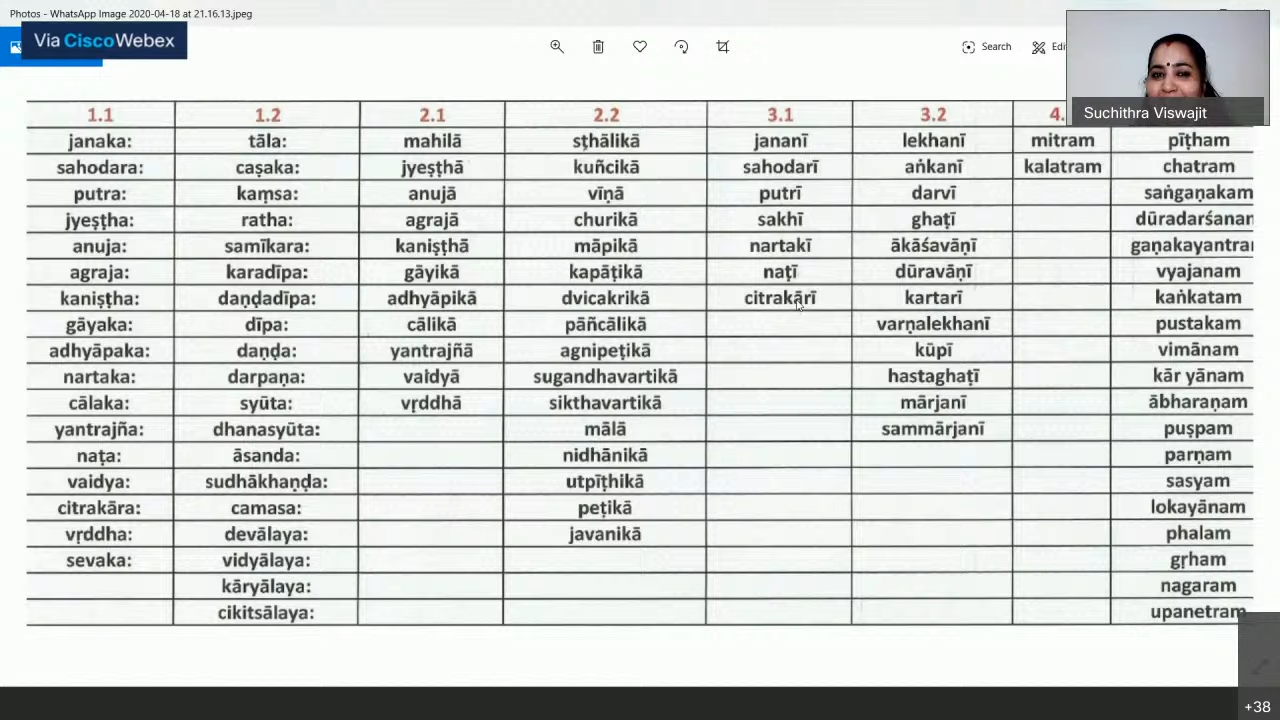 Photos - WhatsApp Image 2020-04-18 at 21.16.13.jpeg
Via CiscoWebex
Search
Edi
Suchithra Viswajit
1.1 1.2 2.1 2.2 3.1 3.2 4.
janaka: tāla: mahilā sṭhālikā jananī lekhanī mitram pīṭham
sahodara: caṣaka: jyeṣṭhā kuñcikā sahodarī aṅkanī kalatram chatram
putra: kaṃsa: anujā vīṇā putrī darvī saṅgaṇakam
jyeṣṭha: ratha: agrajā churikā sakhī ghaṭī dūradarśanan
anuja: samīkara: kaniṣṭhā māpikā nartakī ākāśavāṇī gaṇakayantrar
agraja: karadīpa: gāyikā kapāṭikā naṭī dūravāṇī vyajanam
kaniṣṭha: daṇḍadīpa: adhyāpikā dvicakrikā citrakārī kartarī kaṅkatam
gāyaka: dīpa: cālikā pāñcālikā varṇalekhanī pustakam
adhyāpaka: daṇḍa: yantrajñā agnipeṭikā kūpī vimānam
nartaka: darpaṇa: vaidyā sugandhavartikā hastaghaṭī kār yānam
cālaka: syūta: vṛddhā sikthavartikā mārjanī ābharaṇam
yantrajña: dhanasyūta: mālā sammārjanī puṣpam
naṭa: āsanda: nidhānikā parṇam
vaidya: sudhākhaṇḍa: utpīṭhikā sasyam
citrakāra: camasa: peṭikā lokayānam
vṛddha: devālaya: javanikā phalam
sevaka: vidyālaya: gṛham
kāryālaya: nagaram
cikitsālaya: upanetram
+38